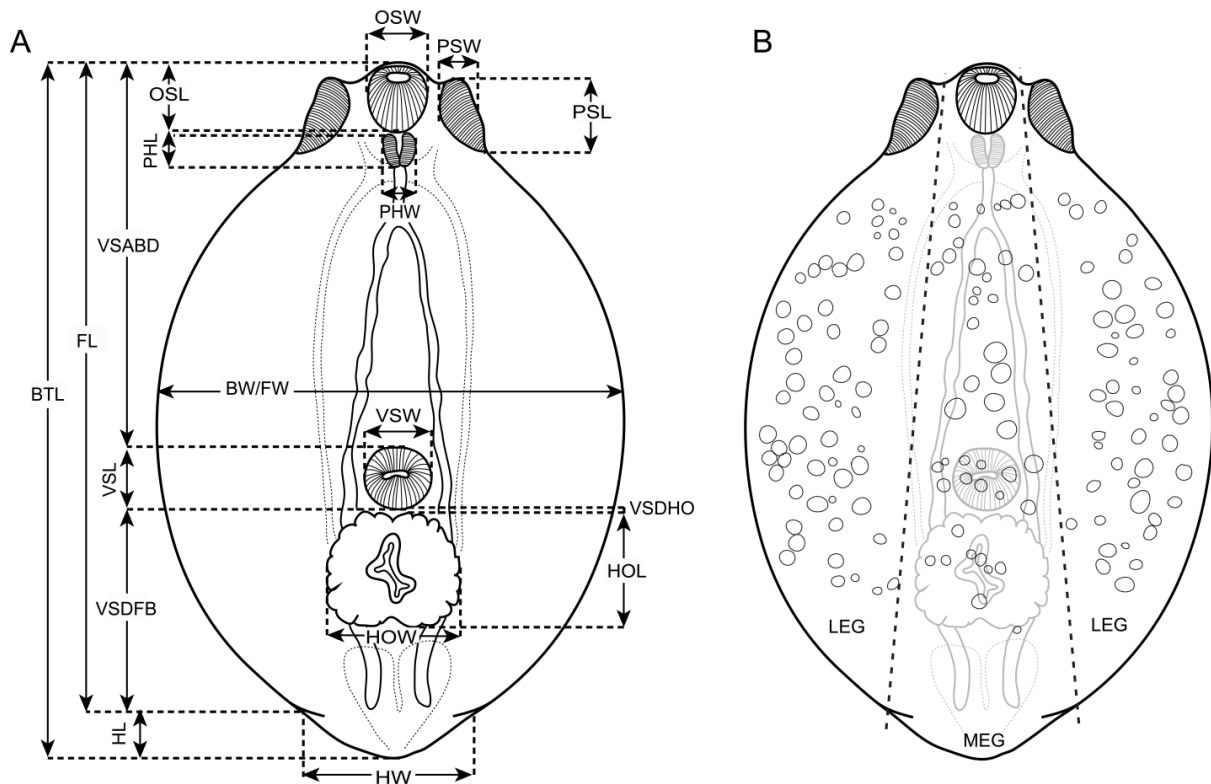 A
OSW
PSW
OSL
PSL
PHL
PHW
VSABD
FL
BTL
BW/FW
VSW
VSL
VSDHO
HOL
VSDFB
HOW
HL
HW
B
LEG
LEG
MEG